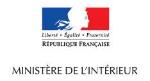 Liberté • Égalité • Fraternité
RÉPUBLIQUE FRANÇAISE
MINISTÈRE DE L'INTÉRIEUR